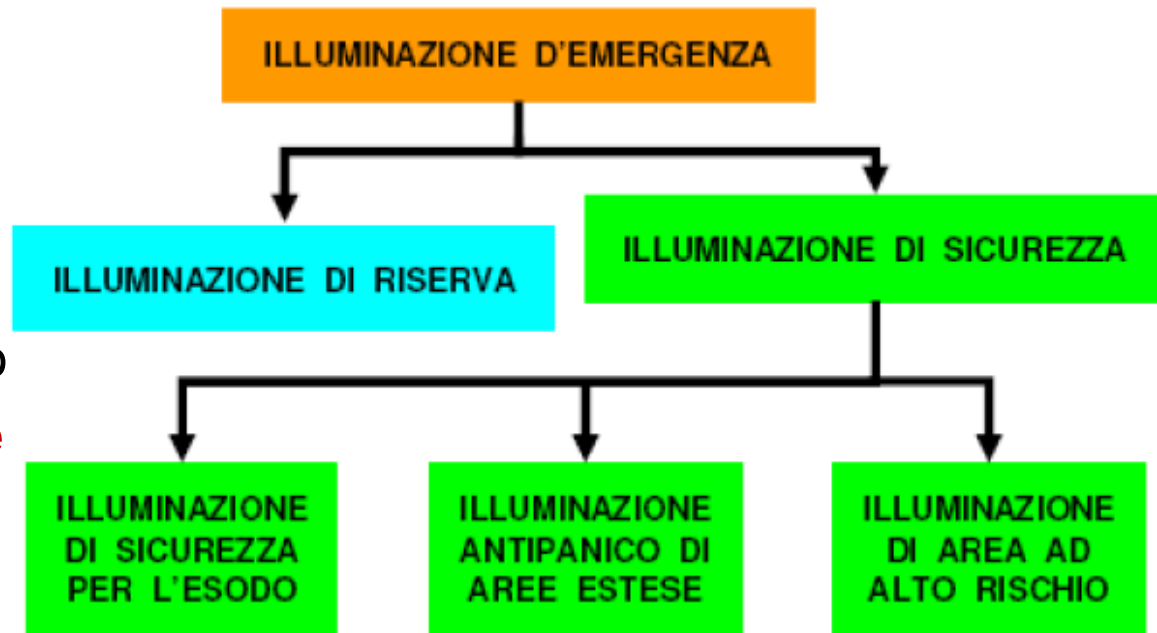 ILLUMINAZIONE D'EMERGENZA
ILLUMINAZIONE DI RISERVA
ILLUMINAZIONE DI SICUREZZA
ILLUMINAZIONE
DI SICUREZZA
PER L'ESODO
ILLUMINAZIONE
ANTIPANICO DI
AREE ESTESE
ILLUMINAZIONE
DI AREA AD
ALTO RISCHIO